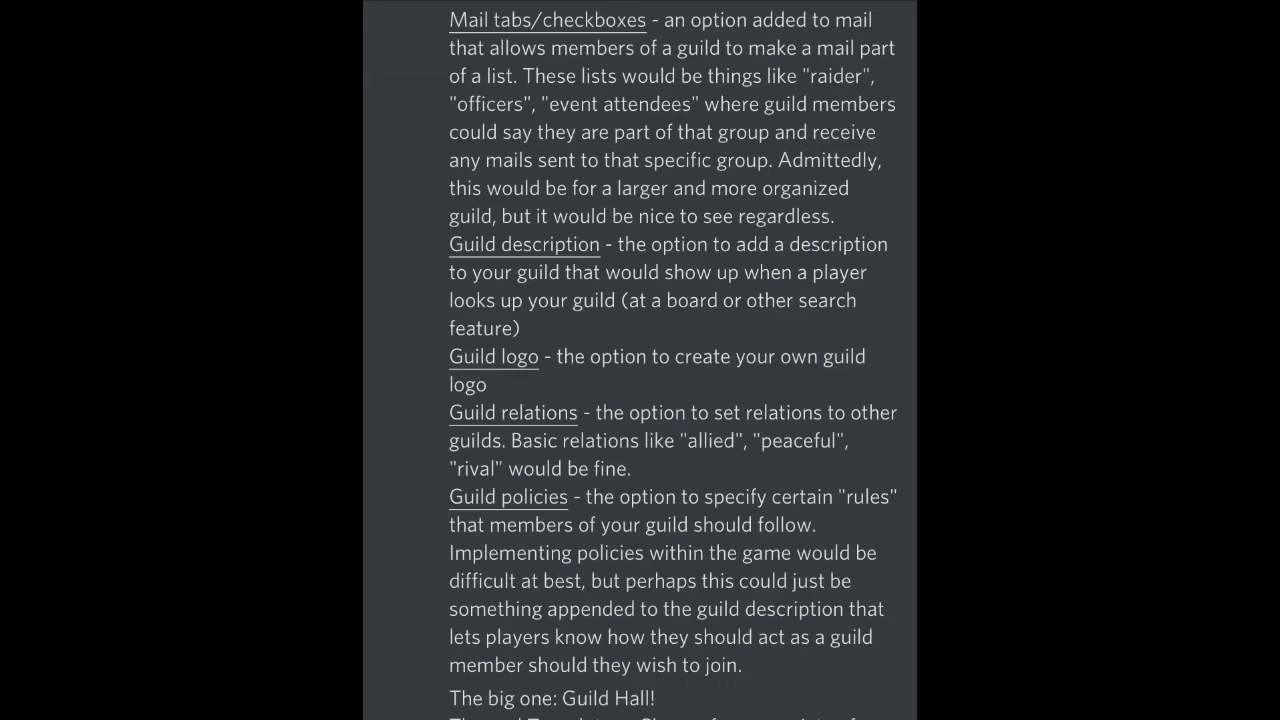 Mail tabs/checkboxes - an option added to mail
that allows members of a guild to make a mail part
of a list. These lists would be things like "raider",
"officers", "event attendees" where guild members
could say they are part of that group and receive
any mails sent to that specific group. Admittedly,
this would be for a larger and more organized
guild, but it would be nice to see regardless.
Guild description - the option to add a description
to your guild that would show up when a player
looks up your guild (at a board or other search
feature)
Guild logo - the option to create your own guild
logo
Guild relations - the option to set relations to other
guilds. Basic relations like "allied", "peaceful",
"rival" would be fine.
Guild policies - the option to specify certain "rules"
that members of your guild should follow.
Implementing policies within the game would be
difficult at best, but perhaps this could just be
something appended to the guild description that
lets players know how they should act as a guild
member should they wish to join.
The big one: Guild Hall!